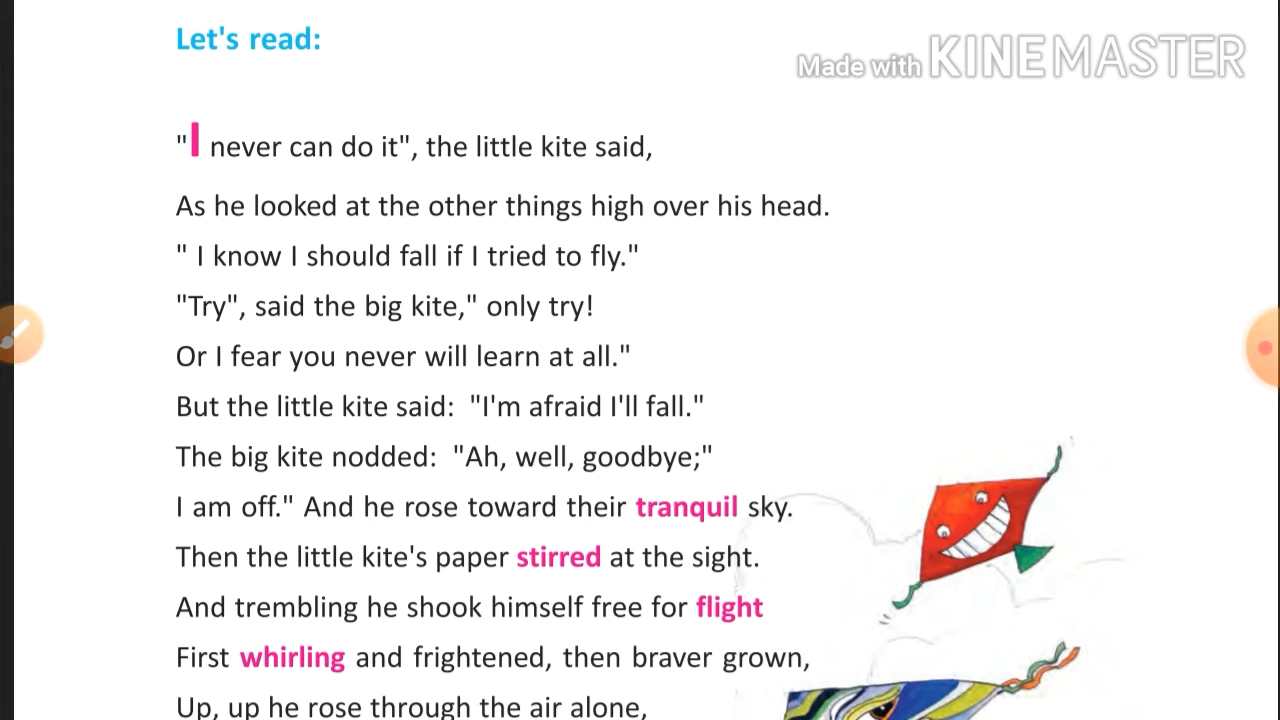 Let's read:
Made with KINEMASTER
"I never can do it", the little kite said,
As he looked at the other things high over his head.
" I know I should fall if I tried to fly."
"Try", said the big kite," only try!
Or I fear you never will learn at all."
But the little kite said:  "I'm afraid I'll fall."
The big kite nodded:  "Ah, well, goodbye;"
I am off." And he rose toward their tranquil sky.
Then the little kite's paper stirred at the sight.
And trembling he shook himself free for flight
First whirling and frightened, then braver grown,
Up, up he rose through the air alone,